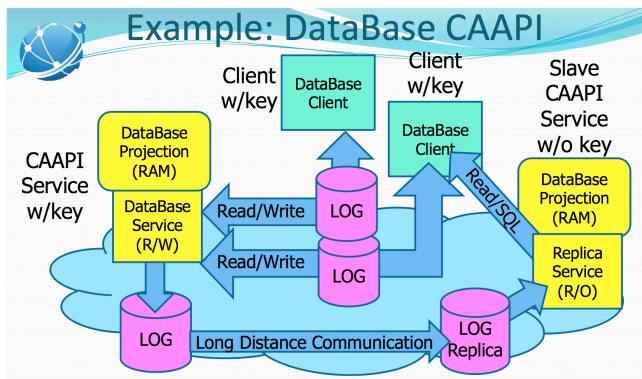 Example: DataBase CAAPI
Client
w/key
DataBase
Client
Client
w/key
DataBase
Client
Slave
CAAPI
Service
w/o key
CAAPI
Service
w/key
DataBase
Projection
(RAM)
DataBase
Service
(R/W)
Read/Write
LOG
Read/Write
LOG
Read/SQL
DataBase
Projection
(RAM)
Replica
Service
(R/O)
LOG
Long Distance Communication
LOG
Replica